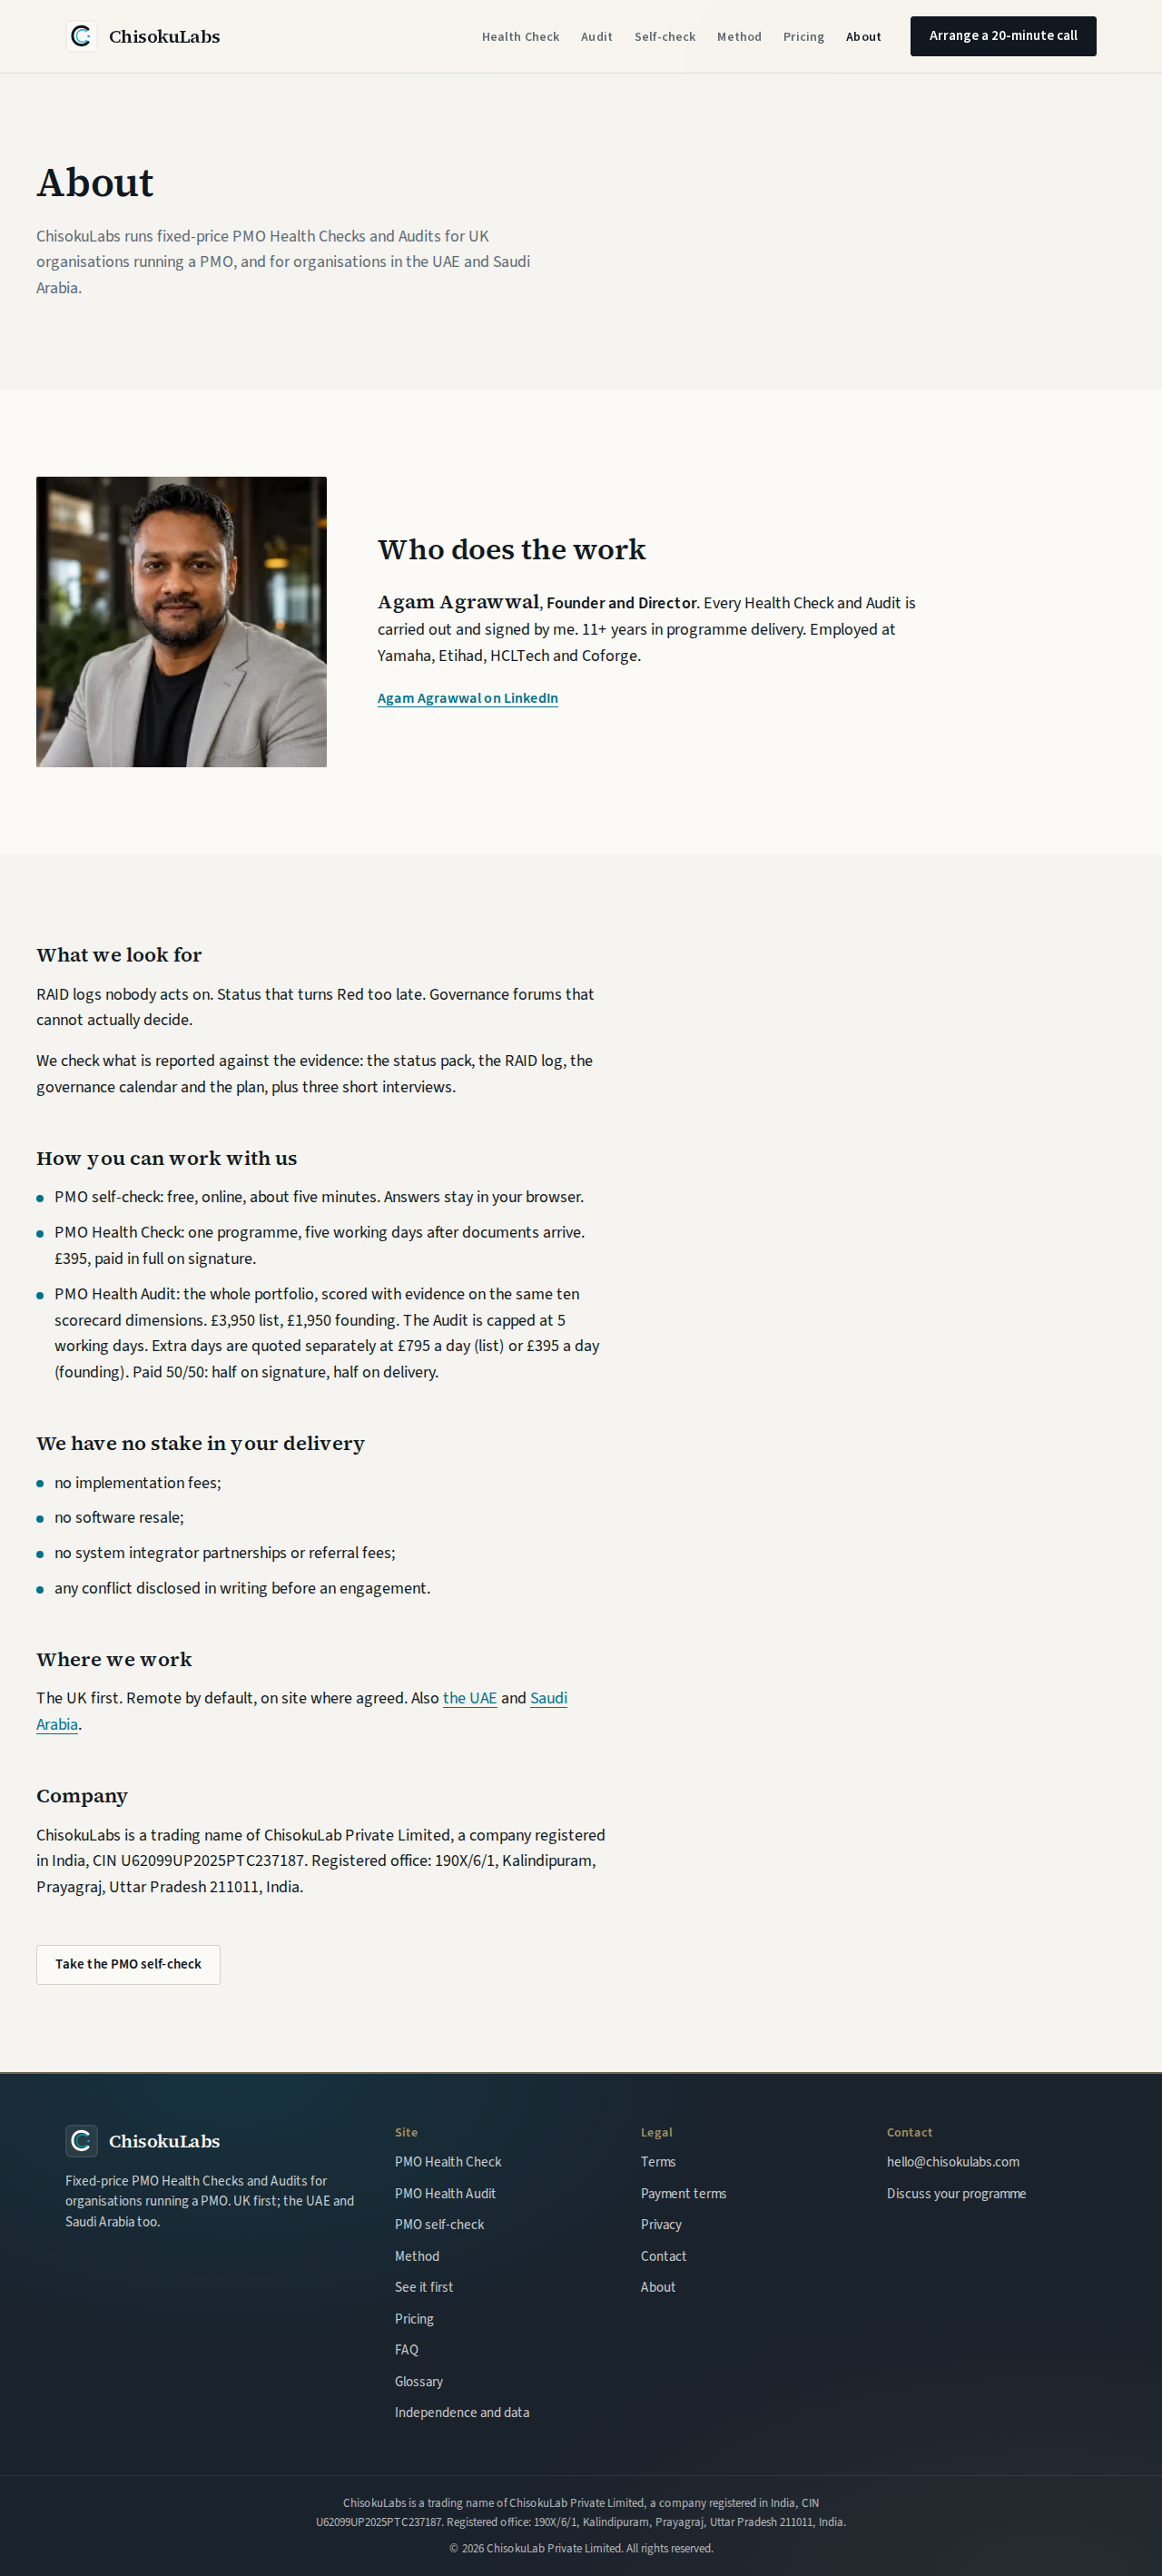 ChisokuLabs
Health Check
Audit
Self-check
Method
Pricing
About
Arrange a 20-minute call
About
ChisokuLabs runs fixed-price PMO Health Checks and Audits for UK
organisations running a PMO, and for organisations in the UAE and Saudi
Arabia.
Who does the work
Agam Agrawwal, Founder and Director. Every Health Check and Audit is
carried out and signed by me. 11+ years in programme delivery. Employed at
Yamaha, Etihad, HCLTech and Coforge.
Agam Agrawwal on LinkedIn
What we look for
RAID logs nobody acts on. Status that turns Red too late. Governance forums that
cannot actually decide.
We check what is reported against the evidence: the status pack, the RAID log, the
governance calendar and the plan, plus three short interviews.
How you can work with us
PMO self-check: free, online, about five minutes. Answers stay in your browser.
PMO Health Check: one programme, five working days after documents arrive.
£395, paid in full on signature.
PMO Health Audit: the whole portfolio, scored with evidence on the same ten
scorecard dimensions. £3,950 list, £1,950 founding. The Audit is capped at 5
working days. Extra days are quoted separately at £795 a day (list) or £395 a day
(founding). Paid 50/50: half on signature, half on delivery.
We have no stake in your delivery
no implementation fees;
no software resale;
no system integrator partnerships or referral fees;
any conflict disclosed in writing before an engagement.
Where we work
The UK first. Remote by default, on site where agreed. Also the UAE and Saudi
Arabia.
Company
ChisokuLabs is a trading name of ChisokuLab Private Limited, a company registered
in India, CIN U62099UP2025PTC237187. Registered office: 190X/6/1, Kalindipuram,
Prayagraj, Uttar Pradesh 211011, India.
Take the PMO self-check
ChisokuLabs
Fixed-price PMO Health Checks and Audits for
organisations running a PMO. UK first; the UAE and
Saudi Arabia too.
Site
PMO Health Check
PMO Health Audit
PMO self-check
Method
See it first
Pricing
FAQ
Glossary
Independence and data
Legal
Terms
Payment terms
Privacy
Contact
About
Contact
hello@chisokulabs.com
Discuss your programme
ChisokuLabs is a trading name of ChisokuLab Private Limited, a company registered in India, CIN
U62099UP2025PTC237187. Registered office: 190X/6/1, Kalindipuram, Prayagraj, Uttar Pradesh 211011, India.
© 2026 ChisokuLab Private Limited. All rights reserved.